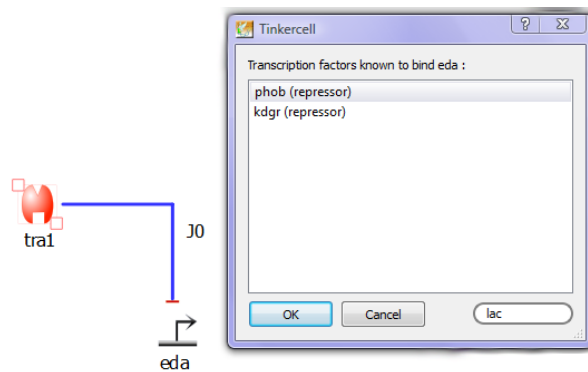 Tinkercell
Transcription factors known to bind eda :
phob (repressor)
kdgr (repressor)
OK
Cancel
lac
tra1
J0
eda